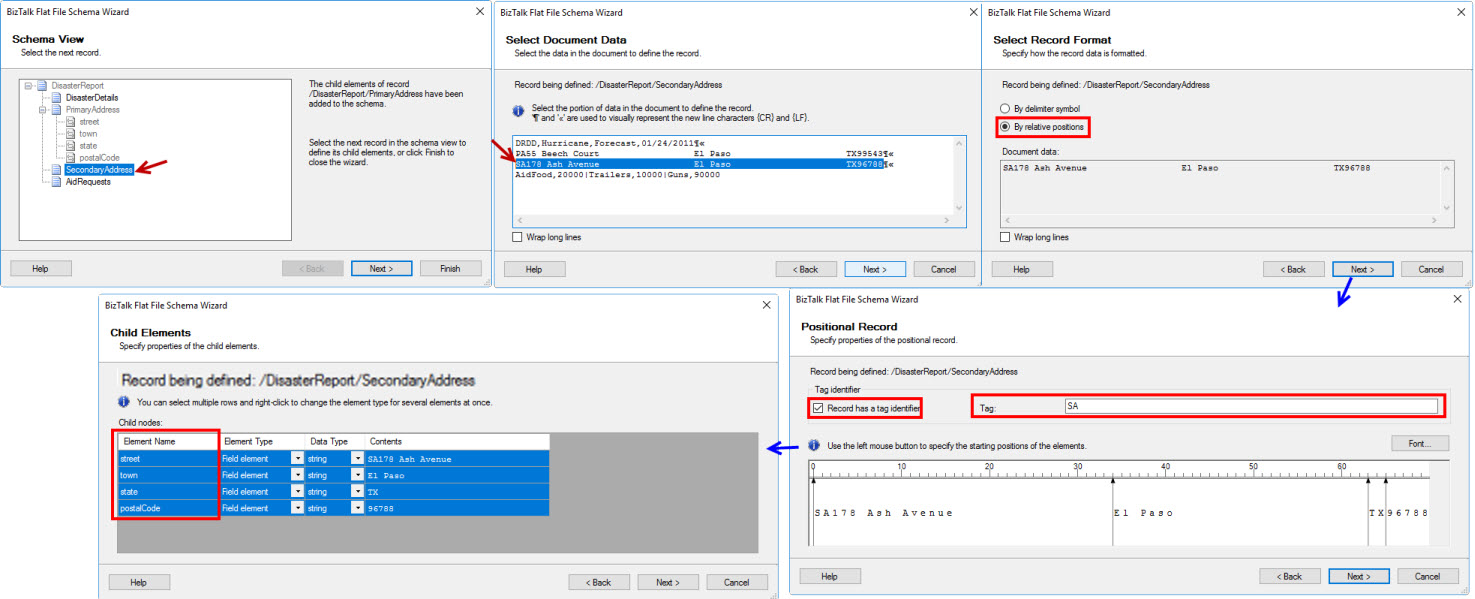 BizTalk Flat File Schema Wizard
Schema View
Select the next record.
DisasterReport
DisasterDetails
PrimaryAddress
street
town
state
postalCode
SecondaryAddress
AidRequests
The child elements of record
/DisasterReport/PrimaryAddress have been
added to the schema.
Select the next record in the schema view to
define its child elements, or click Finish to
close the wizard.
Help
< Back
Next >
Finish
BizTalk Flat File Schema Wizard
Select Document Data
Select the data in the document to define the record.
Record being defined: /DisasterReport/SecondaryAddress
Select the portion of data in the document to define the record.
¶ and '«' are used to visually represent the new line characters {CR} and {LF}.
DRDD,Hurricane,Forecast,01/24/2011¶«
PA55 Beech Court El Paso TX99543¶«
SA178 Ash Avenue El Paso TX96788¶«
AidFood,20000|Trailers,10000|Guns,90000
Wrap long lines
Help
< Back
Next >
Cancel
BizTalk Flat File Schema Wizard
Select Record Format
Specify how the record data is formatted.
Record being defined: /DisasterReport/SecondaryAddress
By delimiter symbol
By relative positions
Document data:
SA178 Ash Avenue El Paso TX96788
Wrap long lines
Help
< Back
Next >
Cancel
BizTalk Flat File Schema Wizard
Child Elements
Specify properties of the child elements.
Record being defined: /DisasterReport/SecondaryAddress
You can select multiple rows and right-click to change the element type for several elements at once.
Child nodes:
Element Name Element Type Data Type Contents
street Field element string SA178 Ash Avenue
town Field element string El Paso
state Field element string TX
postalCode Field element string 96788
Help
< Back
Next >
Cancel
BizTalk Flat File Schema Wizard
Positional Record
Specify properties of the positional record.
Record being defined: /DisasterReport/SecondaryAddress
Tag identifier
Record has a tag identifier
Tag: SA
Use the left mouse button to specify the starting positions of the elements.
Font...
0 10 20 30 40 50 60
SA178 Ash Avenue El Paso TX96788
Help
< Back
Next >
Cancel